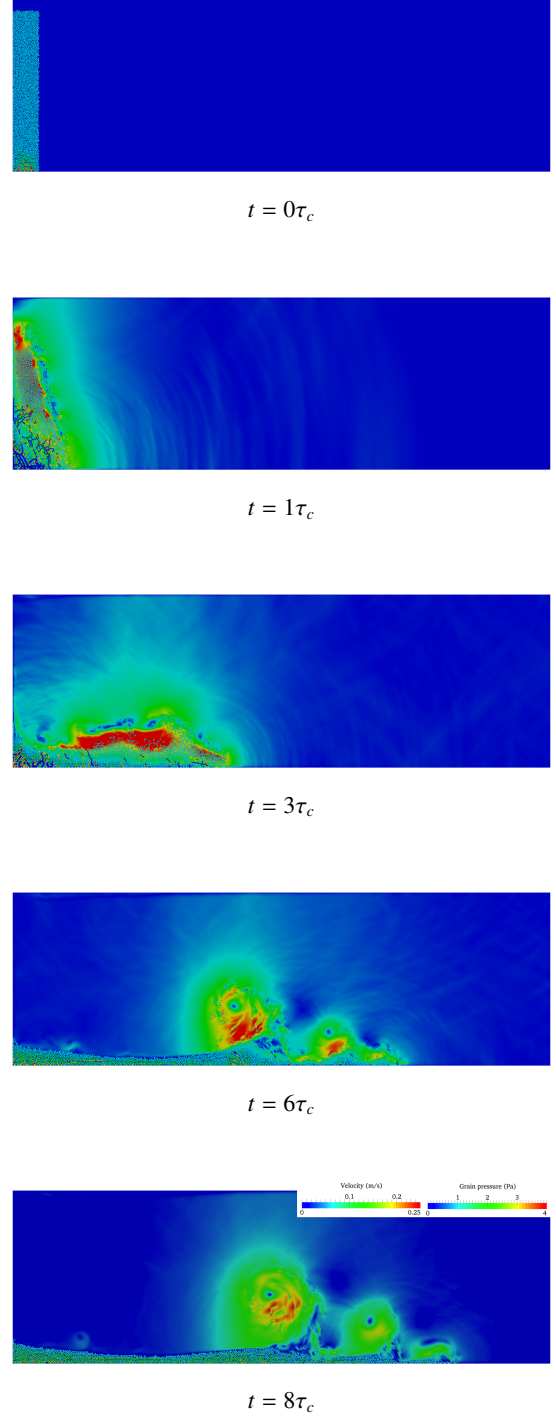 t = 0τc
t = 1τc
t = 3τc
t = 6τc
Velocity (m/s) Grain pressure (Pa)
0.1 0.2 1 2 3
0 0.25 0 4
t = 8τc